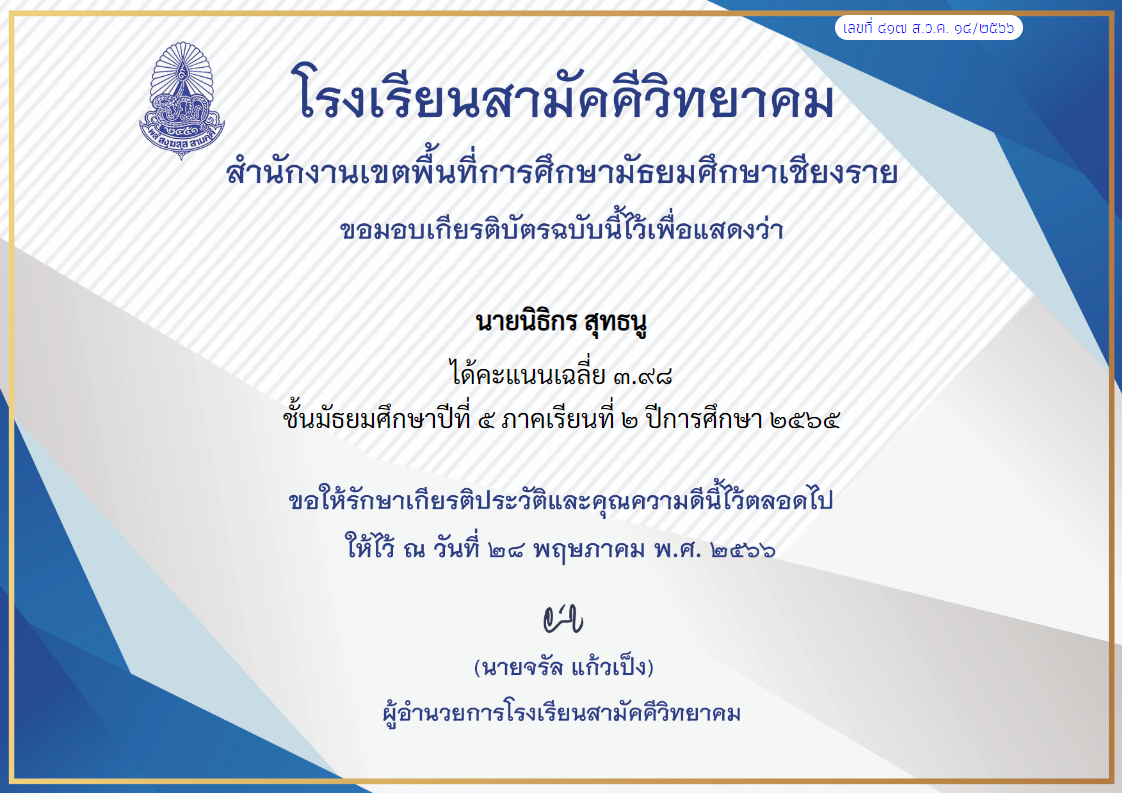 เลขที่ ๔๑๗ ส.ว.ค. ๑๔/๒๕๖๖
โรงเรียนสามัคคีวิทยาคม
สำนักงานเขตพื้นที่การศึกษามัธยมศึกษาเชียงราย
ขอมอบเกียรติบัตรฉบับนี้ไว้เพื่อแสดงว่า
นายนิธิกร สุทธนู
ได้คะแนนเฉลี่ย ๓.๙๘
ชั้นมัธยมศึกษาปีที่ ๕ ภาคเรียนที่ ๒ ปีการศึกษา ๒๕๖๕
ขอให้รักษาเกียรติประวัติและคุณความดีนี้ไว้ตลอดไป
ให้ไว้ ณ วันที่ ๒๘ พฤษภาคม พ.ศ. ๒๕๖๖
(นายจรัล แก้วเป็ง)
ผู้อำนวยการโรงเรียนสามัคคีวิทยาคม